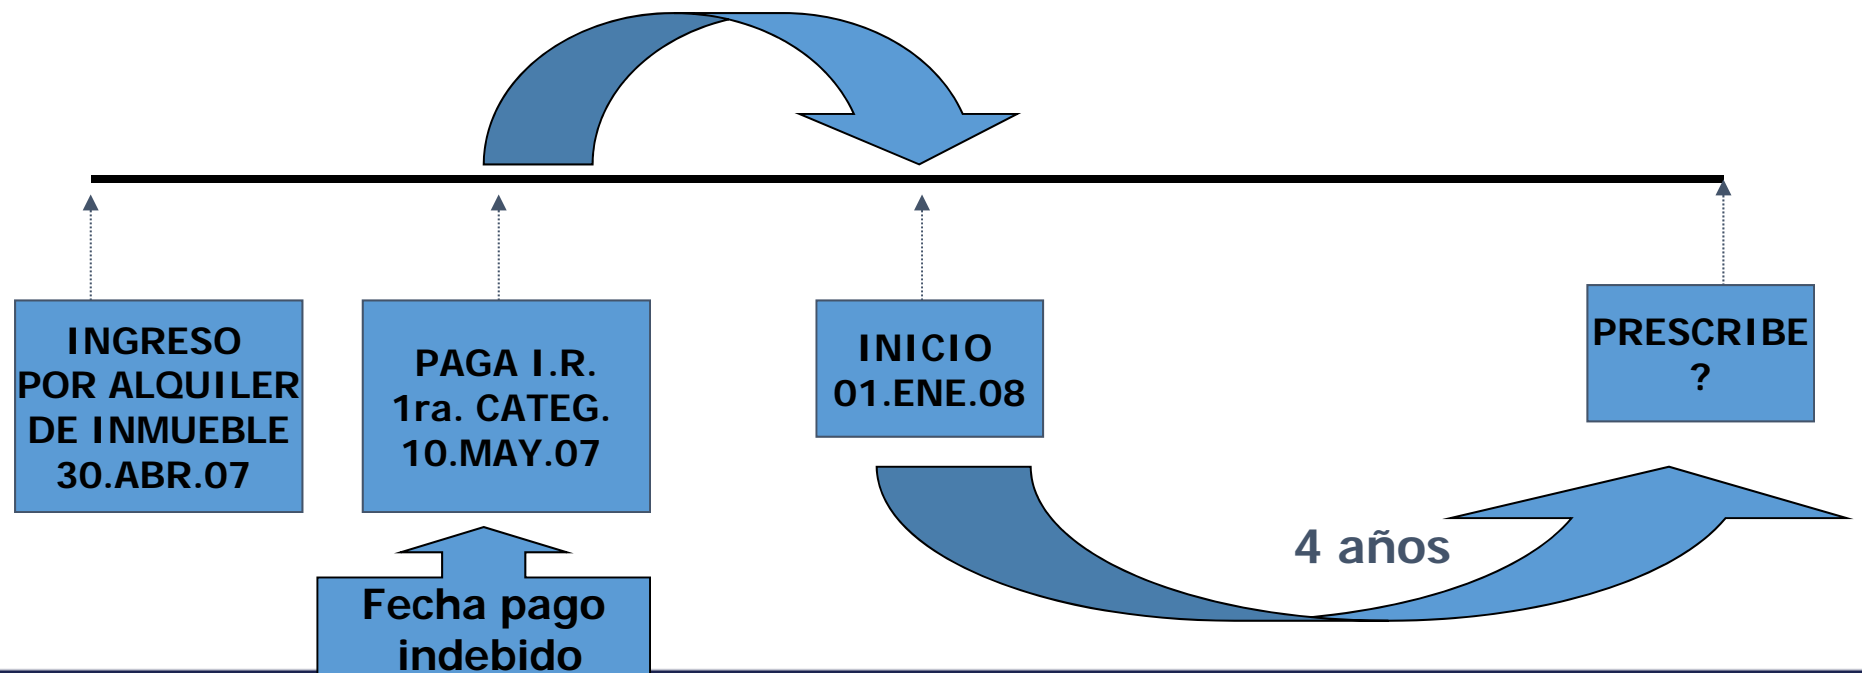 INGRESO
POR ALQUILER
DE INMUEBLE
30.ABR.07
PAGA I.R.
1ra. CATEG.
10.MAY.07
INICIO
01.ENE.08
PRESCRIBE
?
4 años
Fecha pago
indebido